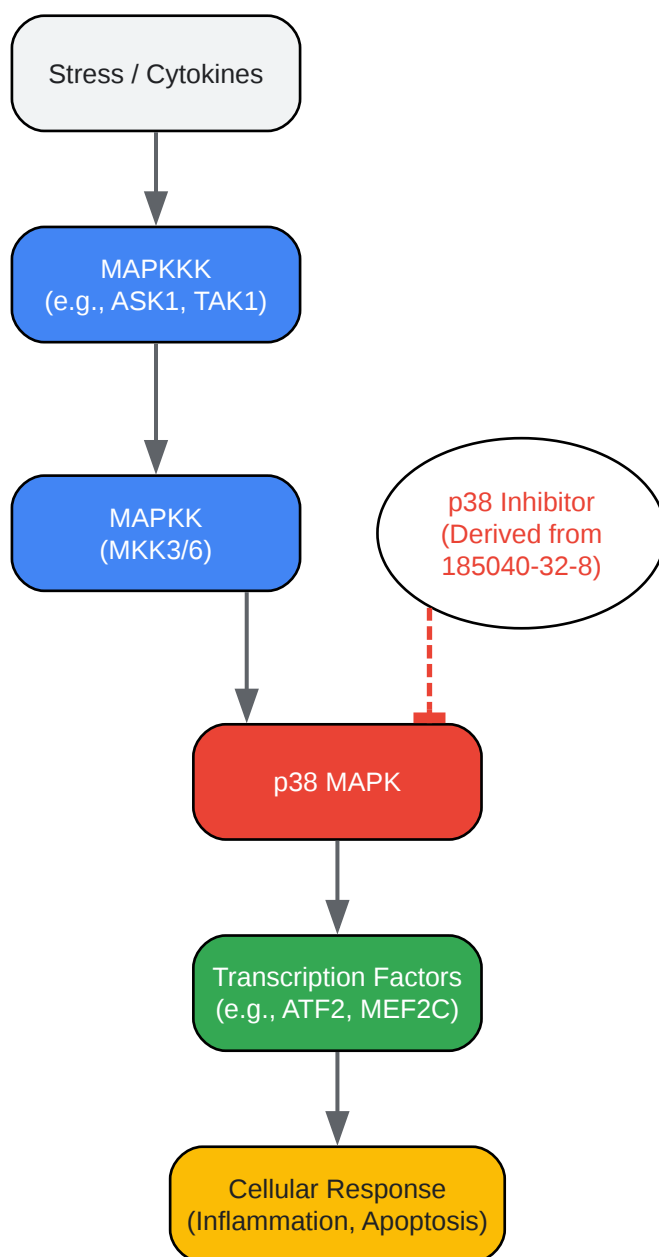 Stress / Cytokines
MAPKKK
(e.g., ASK1, TAK1)
MAPKK
(MKK3/6)
p38 Inhibitor
(Derived from
185040-32-8)
p38 MAPK
Transcription Factors
(e.g., ATF2, MEF2C)
Cellular Response
(Inflammation, Apoptosis)